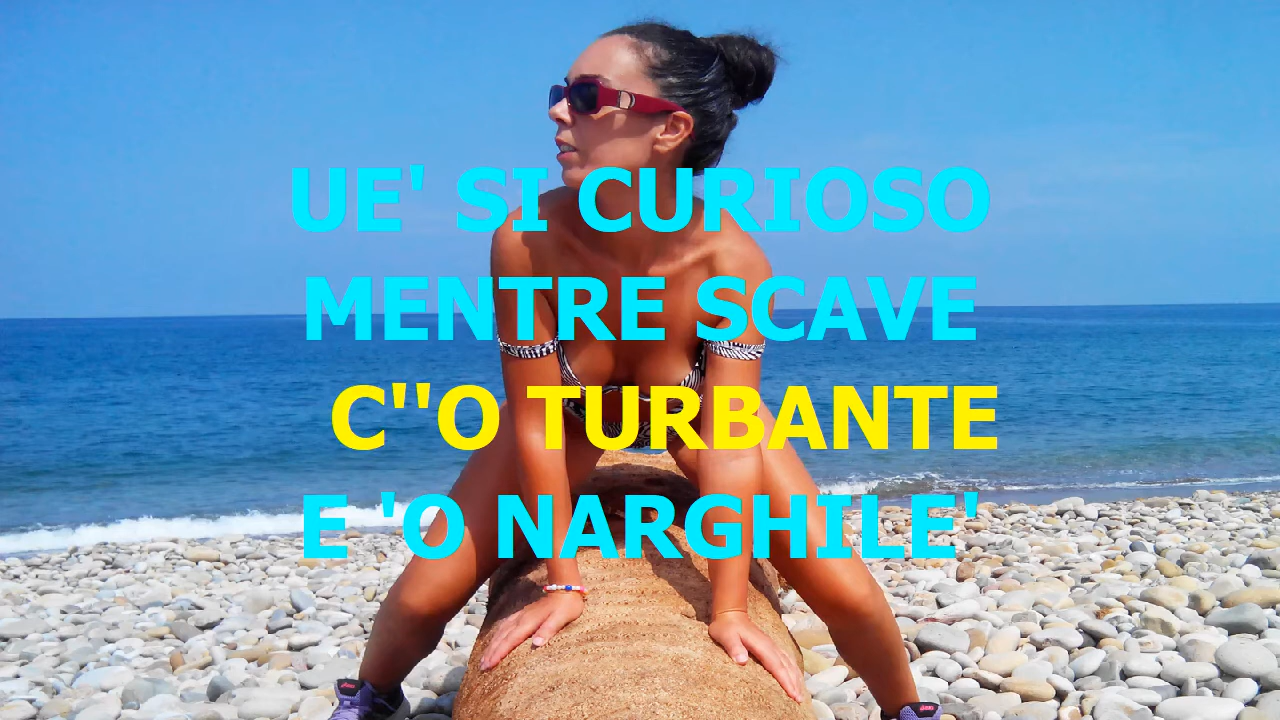 UE' SI CURIOSO
MENTRE SCAVE
C''O TURBANTE
E 'O NARGHILE'